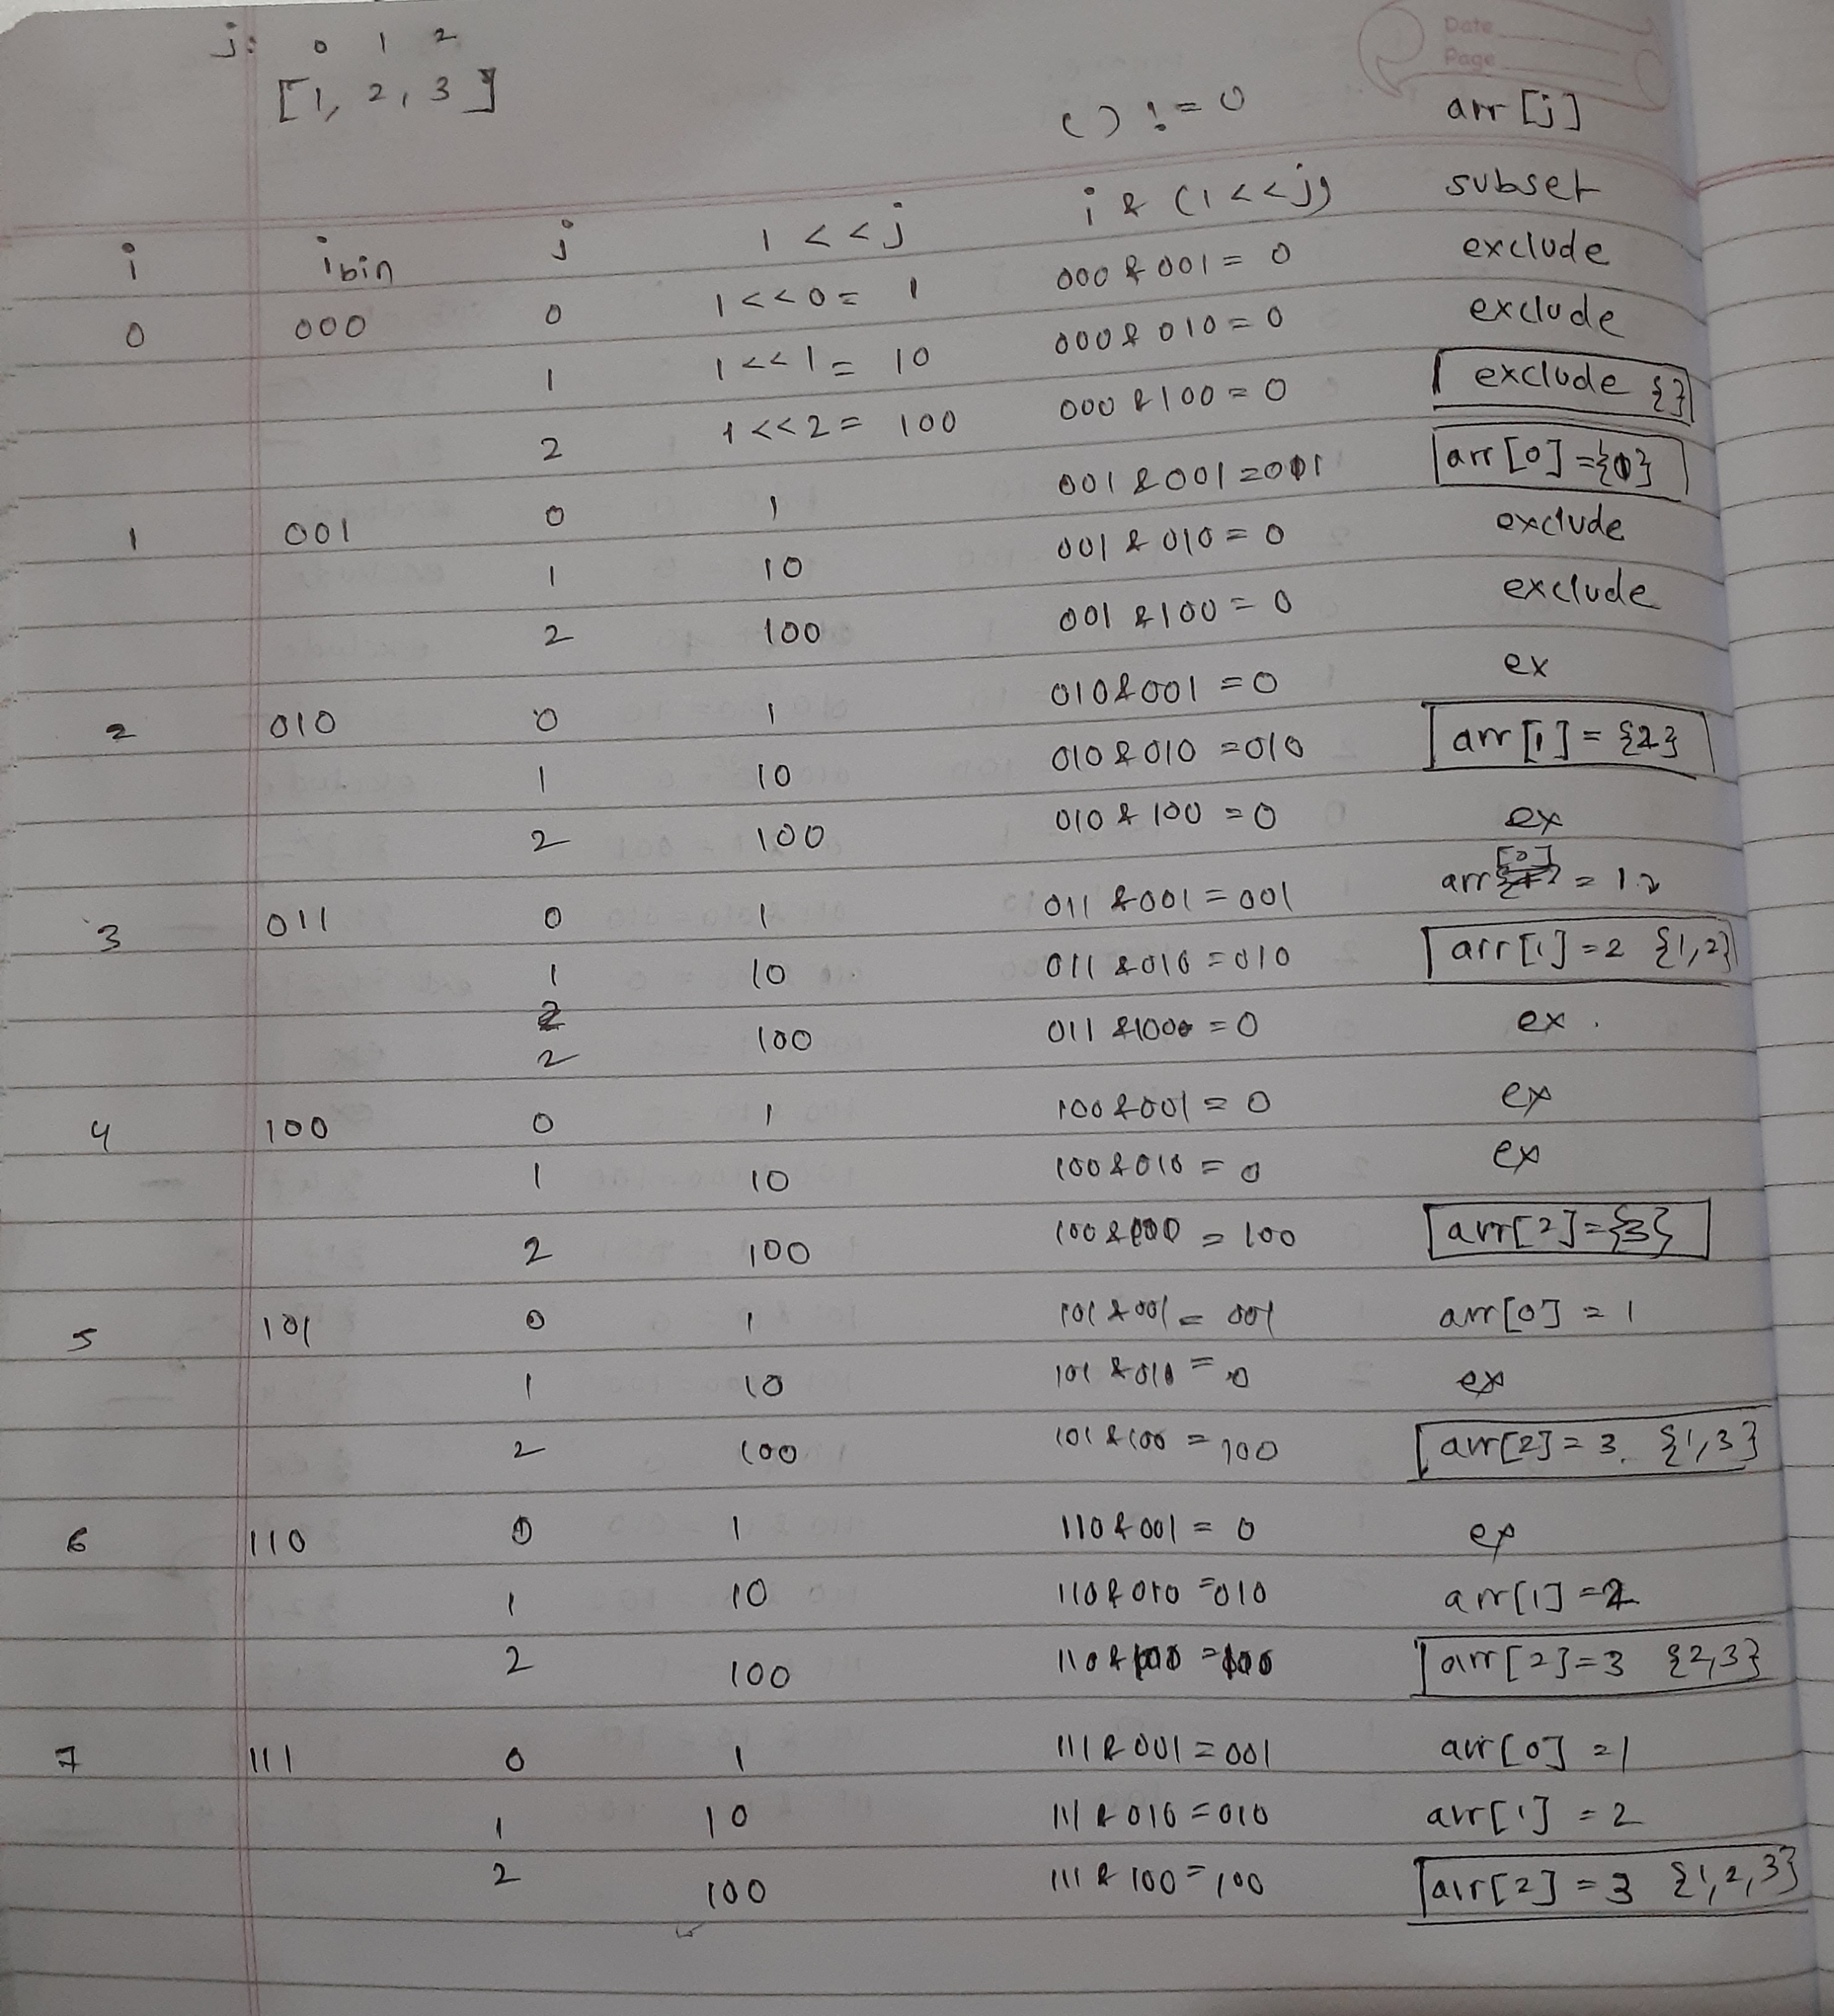 Date
Page
j: 0 1 2
[1, 2, 3]
( ) != 0 arr [j]
i ibin j 1 << j i & (1 << j) subset
0 000 0 1 << 0 = 1 000 & 001 = 0 exclude
1 1 << 1 = 10 000 & 010 = 0 exclude
2 1 << 2 = 100 000 & 100 = 0 exclude {}
1 001 0 1 001 & 001 = 001 arr [0] = {1}
1 10 001 & 010 = 0 exclude
2 100 001 & 100 = 0 exclude
2 010 0 1 010 & 001 = 0 ex
1 10 010 & 010 = 010 arr [1] = {2}
2 100 010 & 100 = 0 ex
3 011 0 1 011 & 001 = 001 arr [0] = 1
1 10 011 & 010 = 010 arr [1] = 2 {1,2}
2 100 011 & 100 = 0 ex
4 100 0 1 100 & 001 = 0 ex
1 10 100 & 010 = 0 ex
2 100 100 & 100 = 100 arr [2] = {3}
5 101 0 1 101 & 001 = 001 arr [0] = 1
1 10 101 & 010 = 0 ex
2 100 101 & 100 = 100 arr [2] = 3 {1,3}
6 110 0 1 110 & 001 = 0 ex
1 10 110 & 010 = 010 arr [1] = 2
2 100 110 & 100 = 100 arr [2] = 3 {2,3}
7 111 0 1 111 & 001 = 001 arr [0] = 1
1 10 111 & 010 = 010 arr [1] = 2
2 100 111 & 100 = 100 arr [2] = 3 {1,2,3}